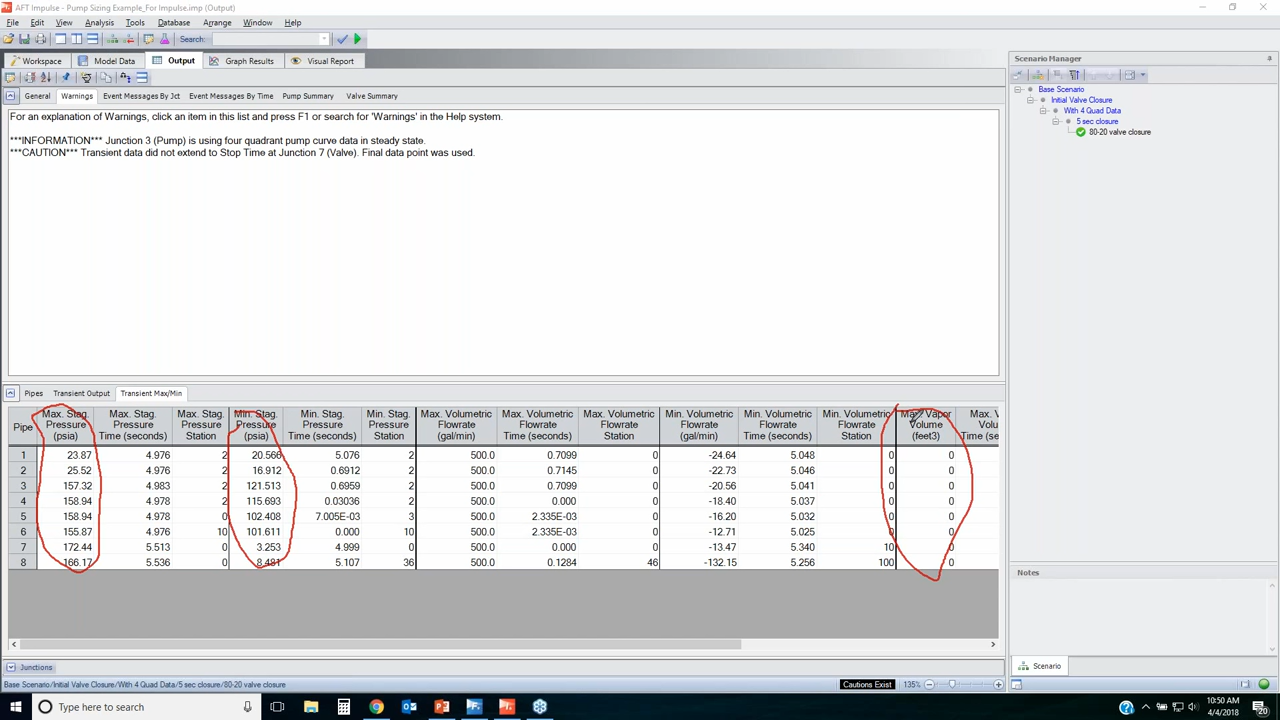 AFT Impulse - Pump Sizing Example_For Impulse.imp (Output)
File Edit View Analysis Tools Database Arrange Window Help
Search:
Workspace Model Data Output Graph Results Visual Report
General Warnings Event Messages By Jct Event Messages By Time Pump Summary Valve Summary
For an explanation of Warnings, click an item in this list and press F1 or search for 'Warnings' in the Help system.
***INFORMATION*** Junction 3 (Pump) is using four quadrant pump curve data in steady state.
***CAUTION*** Transient data did not extend to Stop Time at Junction 7 (Valve). Final data point was used.
Pipes Transient Output Transient Max/Min
Pipe Max. Stag. Pressure (psia) Max. Stag. Pressure Time (seconds) Max. Stag. Pressure Station Min. Stag. Pressure (psia) Min. Stag. Pressure Time (seconds) Min. Stag. Pressure Station Max. Volumetric Flowrate (gal/min) Max. Volumetric Flowrate Time (seconds) Max. Volumetric Flowrate Station Min. Volumetric Flowrate (gal/min) Min. Volumetric Flowrate Time (seconds) Min. Volumetric Flowrate Station Max. Vapor Volume (feet3) Max. V Volu Time (se
1 23.87 4.976 2 20.566 5.076 2 500.0 0.7099 0 -24.64 5.048 0 0
2 25.52 4.976 2 16.912 0.6912 2 500.0 0.7145 0 -22.73 5.046 0 0
3 157.32 4.983 2 121.513 0.6959 2 500.0 0.7099 0 -20.56 5.041 0 0
4 158.94 4.978 2 115.693 0.03036 2 500.0 0.000 0 -18.40 5.037 0 0
5 158.94 4.978 0 102.408 7.005E-03 3 500.0 2.335E-03 0 -16.20 5.032 0 0
6 155.87 4.976 10 101.611 0.000 10 500.0 2.335E-03 0 -12.71 5.025 0 0
7 172.44 5.513 0 3.253 4.999 0 500.0 0.000 0 -13.47 5.340 10 0
8 166.17 5.536 0 8.481 5.107 36 500.0 0.1284 46 -132.15 5.256 100 0
Junctions
Base Scenario/Initial Valve Closure/With 4 Quad Data/5 sec closure/80-20 valve closure Cautions Exist 135%
Scenario Manager
Base Scenario
Initial Valve Closure
With 4 Quad Data
5 sec closure
80-20 valve closure
Notes
Scenario
Type here to search
10:50 AM
4/4/2018
20